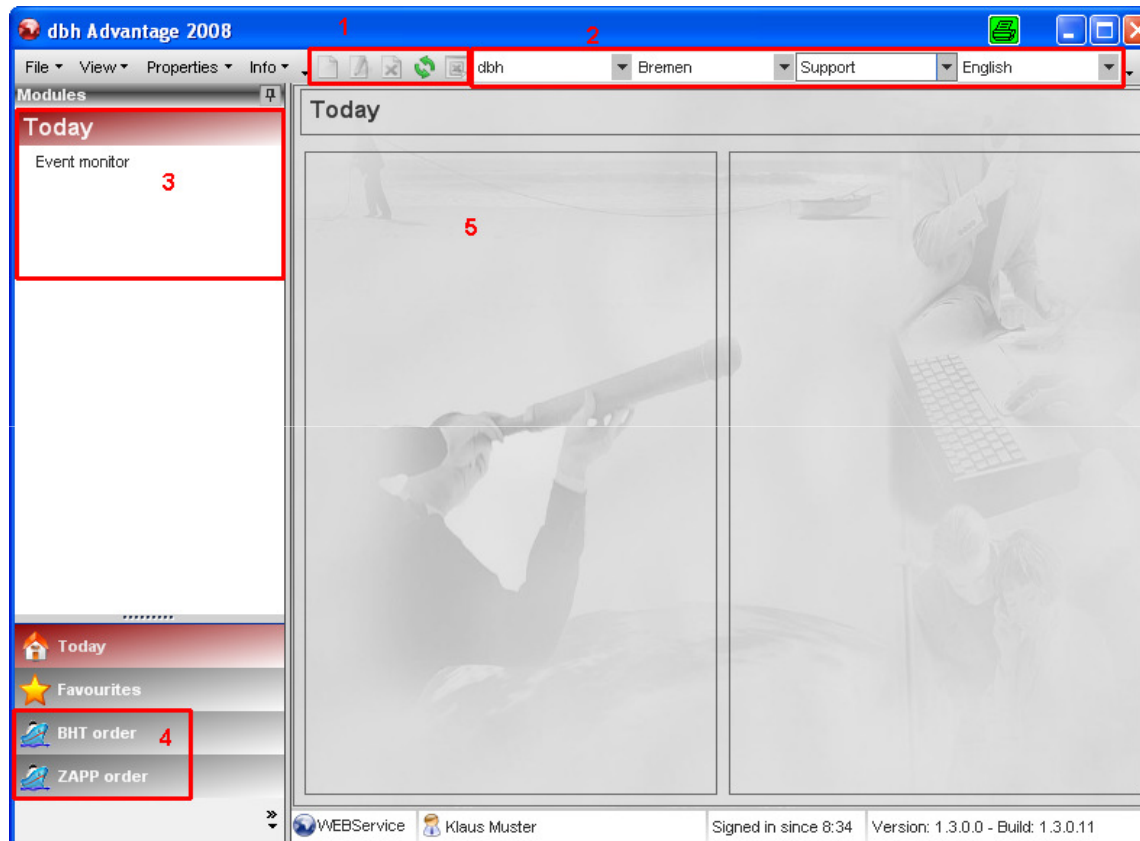 dbh Advantage 2008
1
2
File View Properties Info
dbh Bremen Support English
Modules
Today
Today
Event monitor
3
5
Today
Favourites
BHT order 4
ZAPP order
WEBService Klaus Muster Signed in since 8:34 Version: 1.3.0.0 - Build: 1.3.0.11